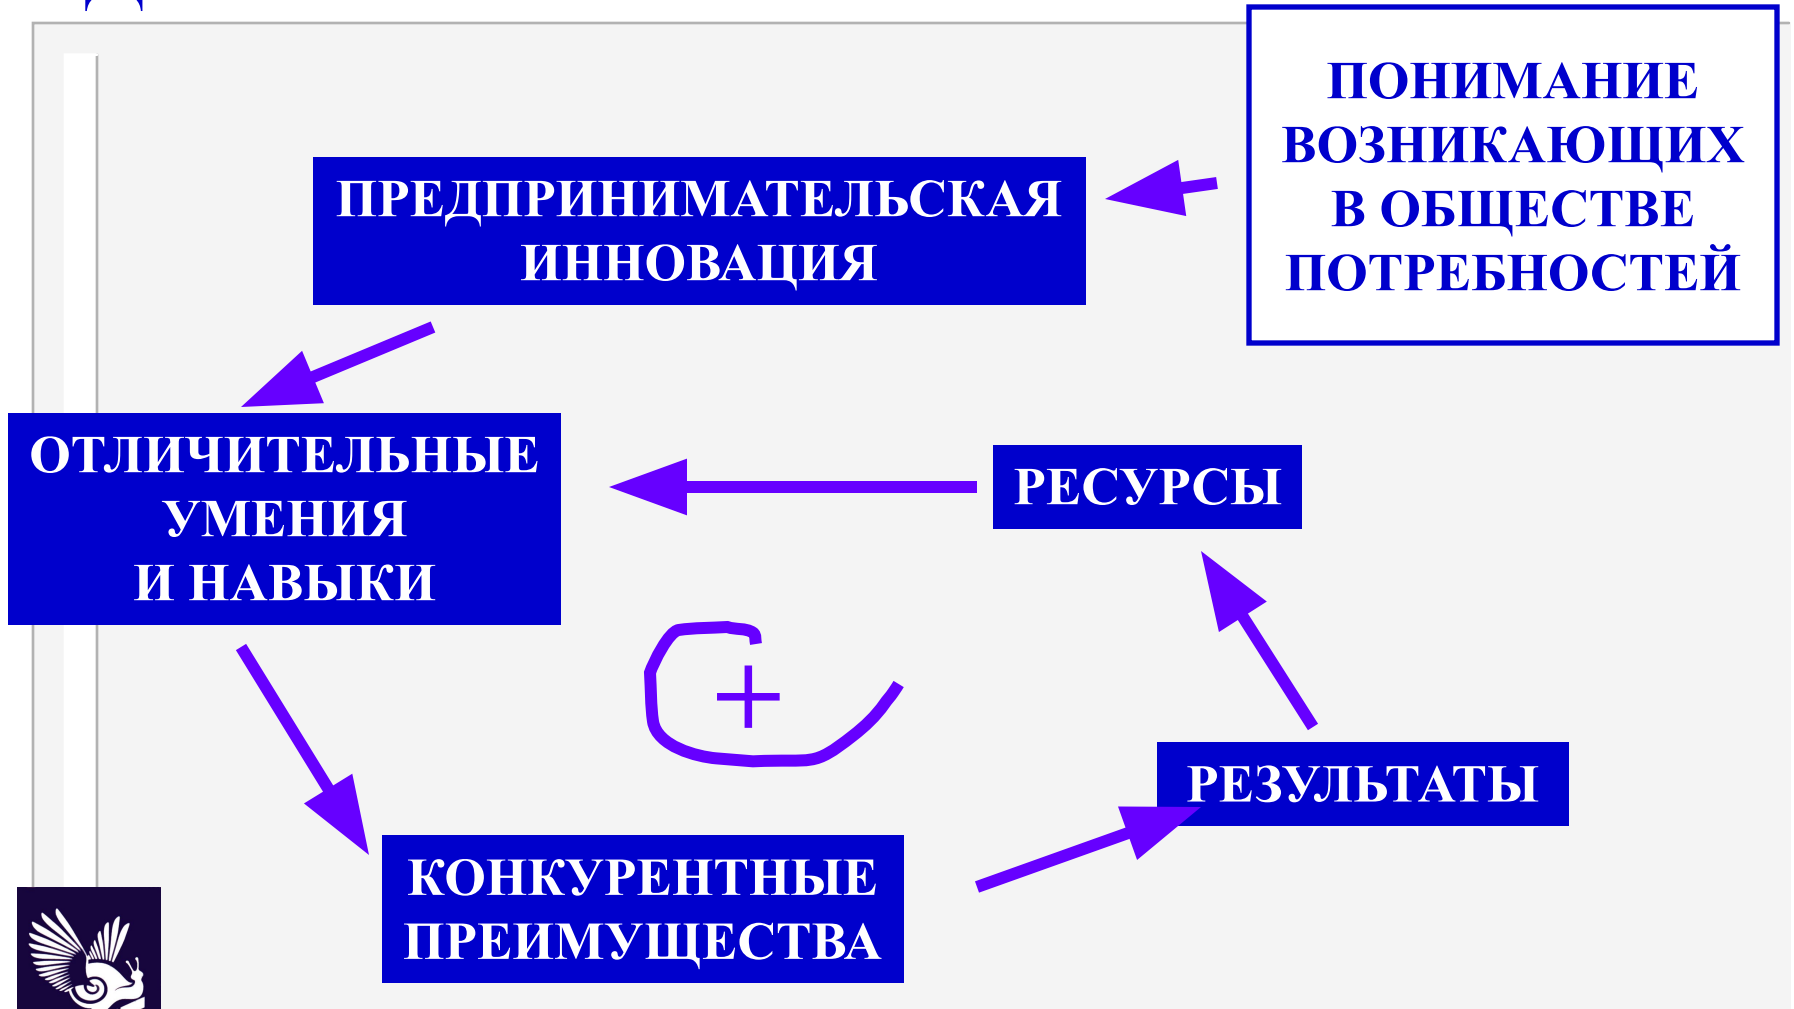 ПОНИМАНИЕ
ВОЗНИКАЮЩИХ
В ОБЩЕСТВЕ
ПОТРЕБНОСТЕЙ
ПРЕДПРИНИМАТЕЛЬСКАЯ
ИННОВАЦИЯ
ОТЛИЧИТЕЛЬНЫЕ
УМЕНИЯ
И НАВЫКИ
РЕСУРСЫ
+
РЕЗУЛЬТАТЫ
КОНКУРЕНТНЫЕ
ПРЕИМУЩЕСТВА